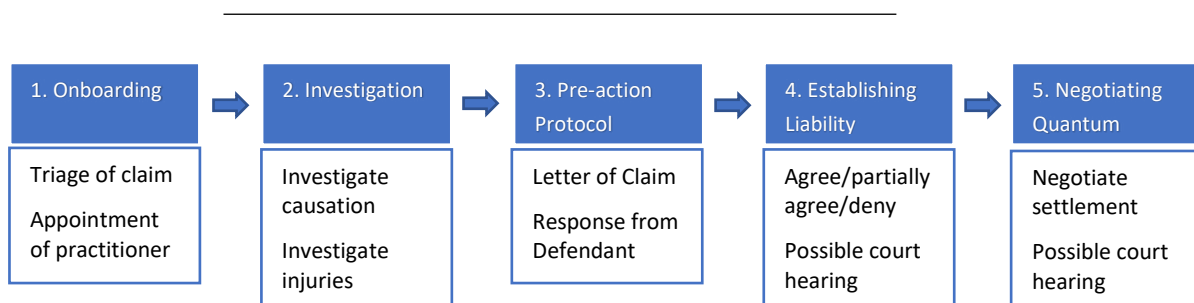 1. Onboarding
Triage of claim
Appointment
of practitioner
2. Investigation
Investigate
causation
Investigate
injuries
3. Pre-action
Protocol
Letter of Claim
Response from
Defendant
4. Establishing
Liability
Agree/partially
agree/deny
Possible court
hearing
5. Negotiating
Quantum
Negotiate
settlement
Possible court
hearing